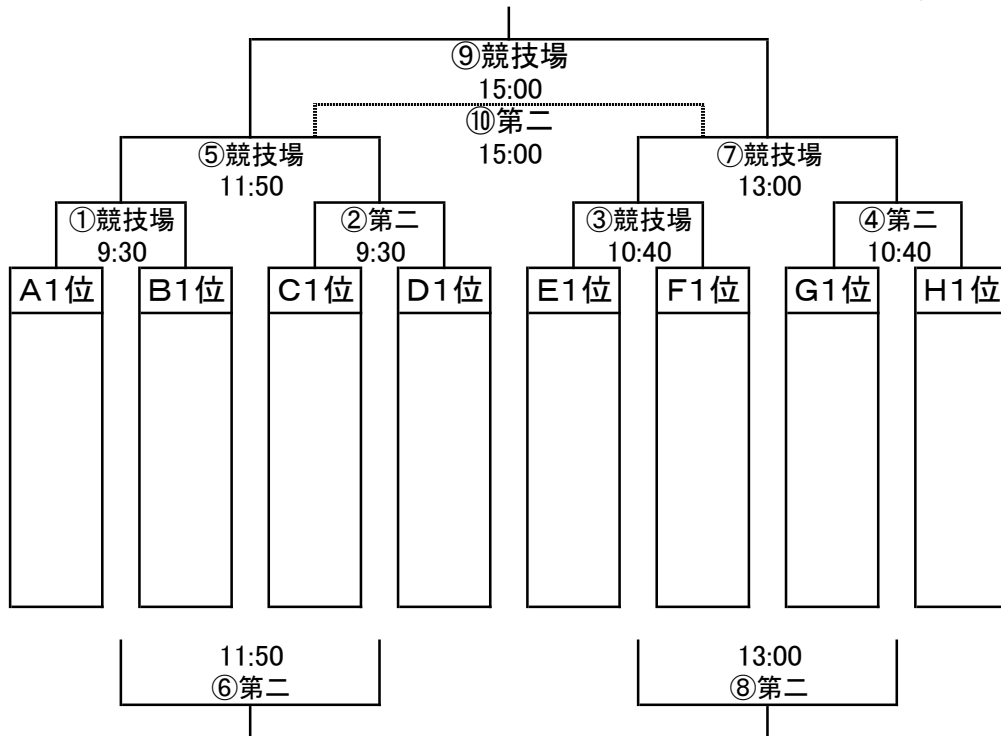 ⑨競技場
15:00
⑩第二
15:00
⑤競技場
11:50
⑦競技場
13:00
①競技場
9:30
②第二
9:30
③競技場
10:40
④第二
10:40
A1位
B1位
C1位
D1位
E1位
F1位
G1位
H1位
11:50
⑥第二
13:00
⑧第二